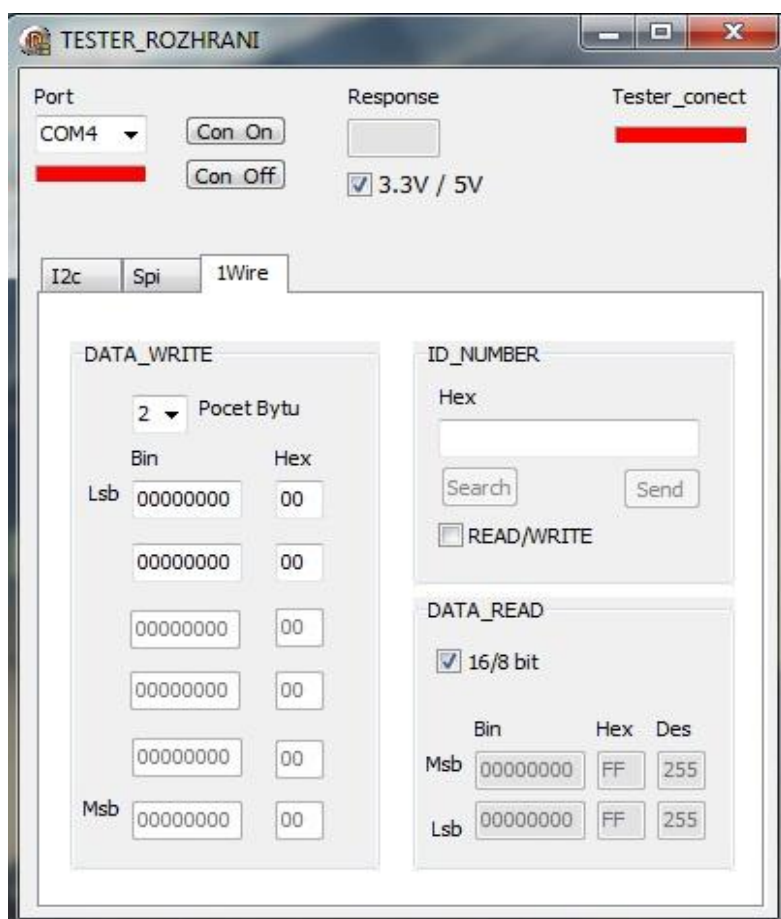 TESTER_ROZHRANI
Port Response Tester_conect
COM4 Con On
Con Off 3.3V / 5V
I2c Spi 1Wire
DATA_WRITE
2 Pocet Bytu
Bin Hex
Lsb 00000000 00
00000000 00
00000000 00
00000000 00
00000000 00
Msb 00000000 00
ID_NUMBER
Hex
Search Send
READ/WRITE
DATA_READ
16/8 bit
Bin Hex Des
Msb 00000000 FF 255
Lsb 00000000 FF 255